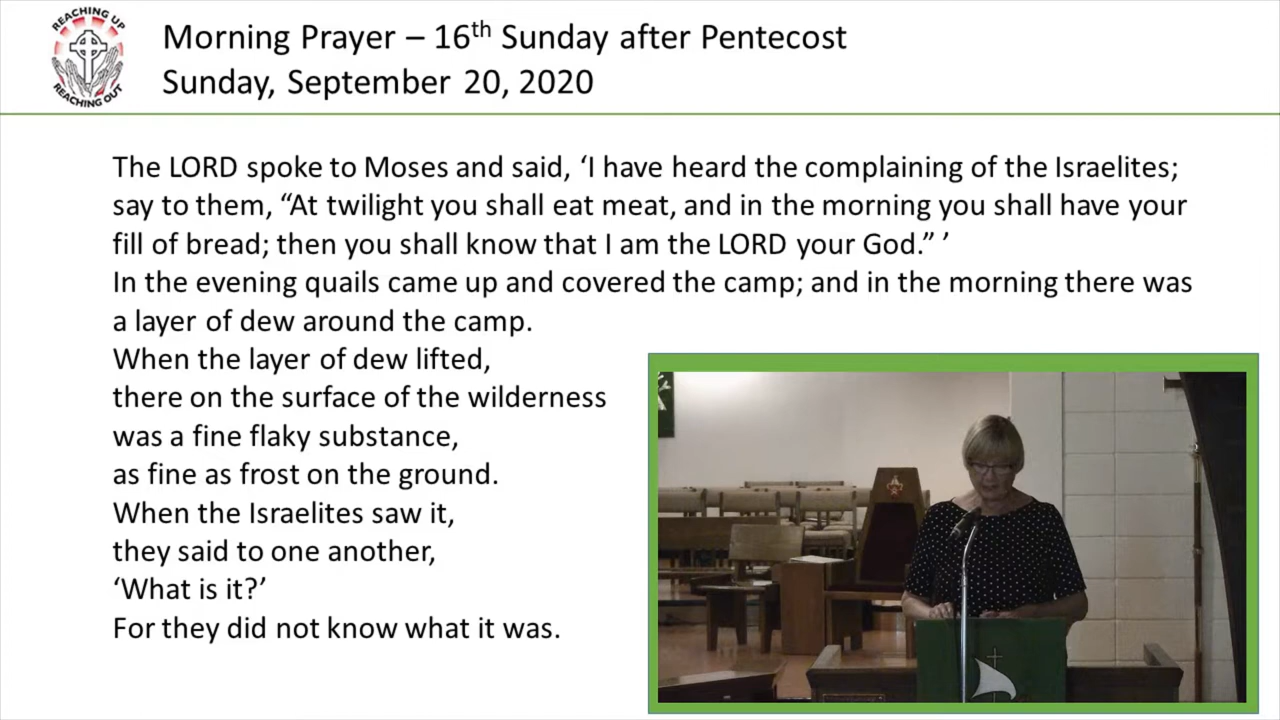 REACHING UP
REACHING OUT
Morning Prayer – 16th Sunday after Pentecost
Sunday, September 20, 2020
The LORD spoke to Moses and said, ‘I have heard the complaining of the Israelites;
say to them, “At twilight you shall eat meat, and in the morning you shall have your
fill of bread; then you shall know that I am the LORD your God.” ’
In the evening quails came up and covered the camp; and in the morning there was
a layer of dew around the camp.
When the layer of dew lifted,
there on the surface of the wilderness
was a fine flaky substance,
as fine as frost on the ground.
When the Israelites saw it,
they said to one another,
‘What is it?’
For they did not know what it was.